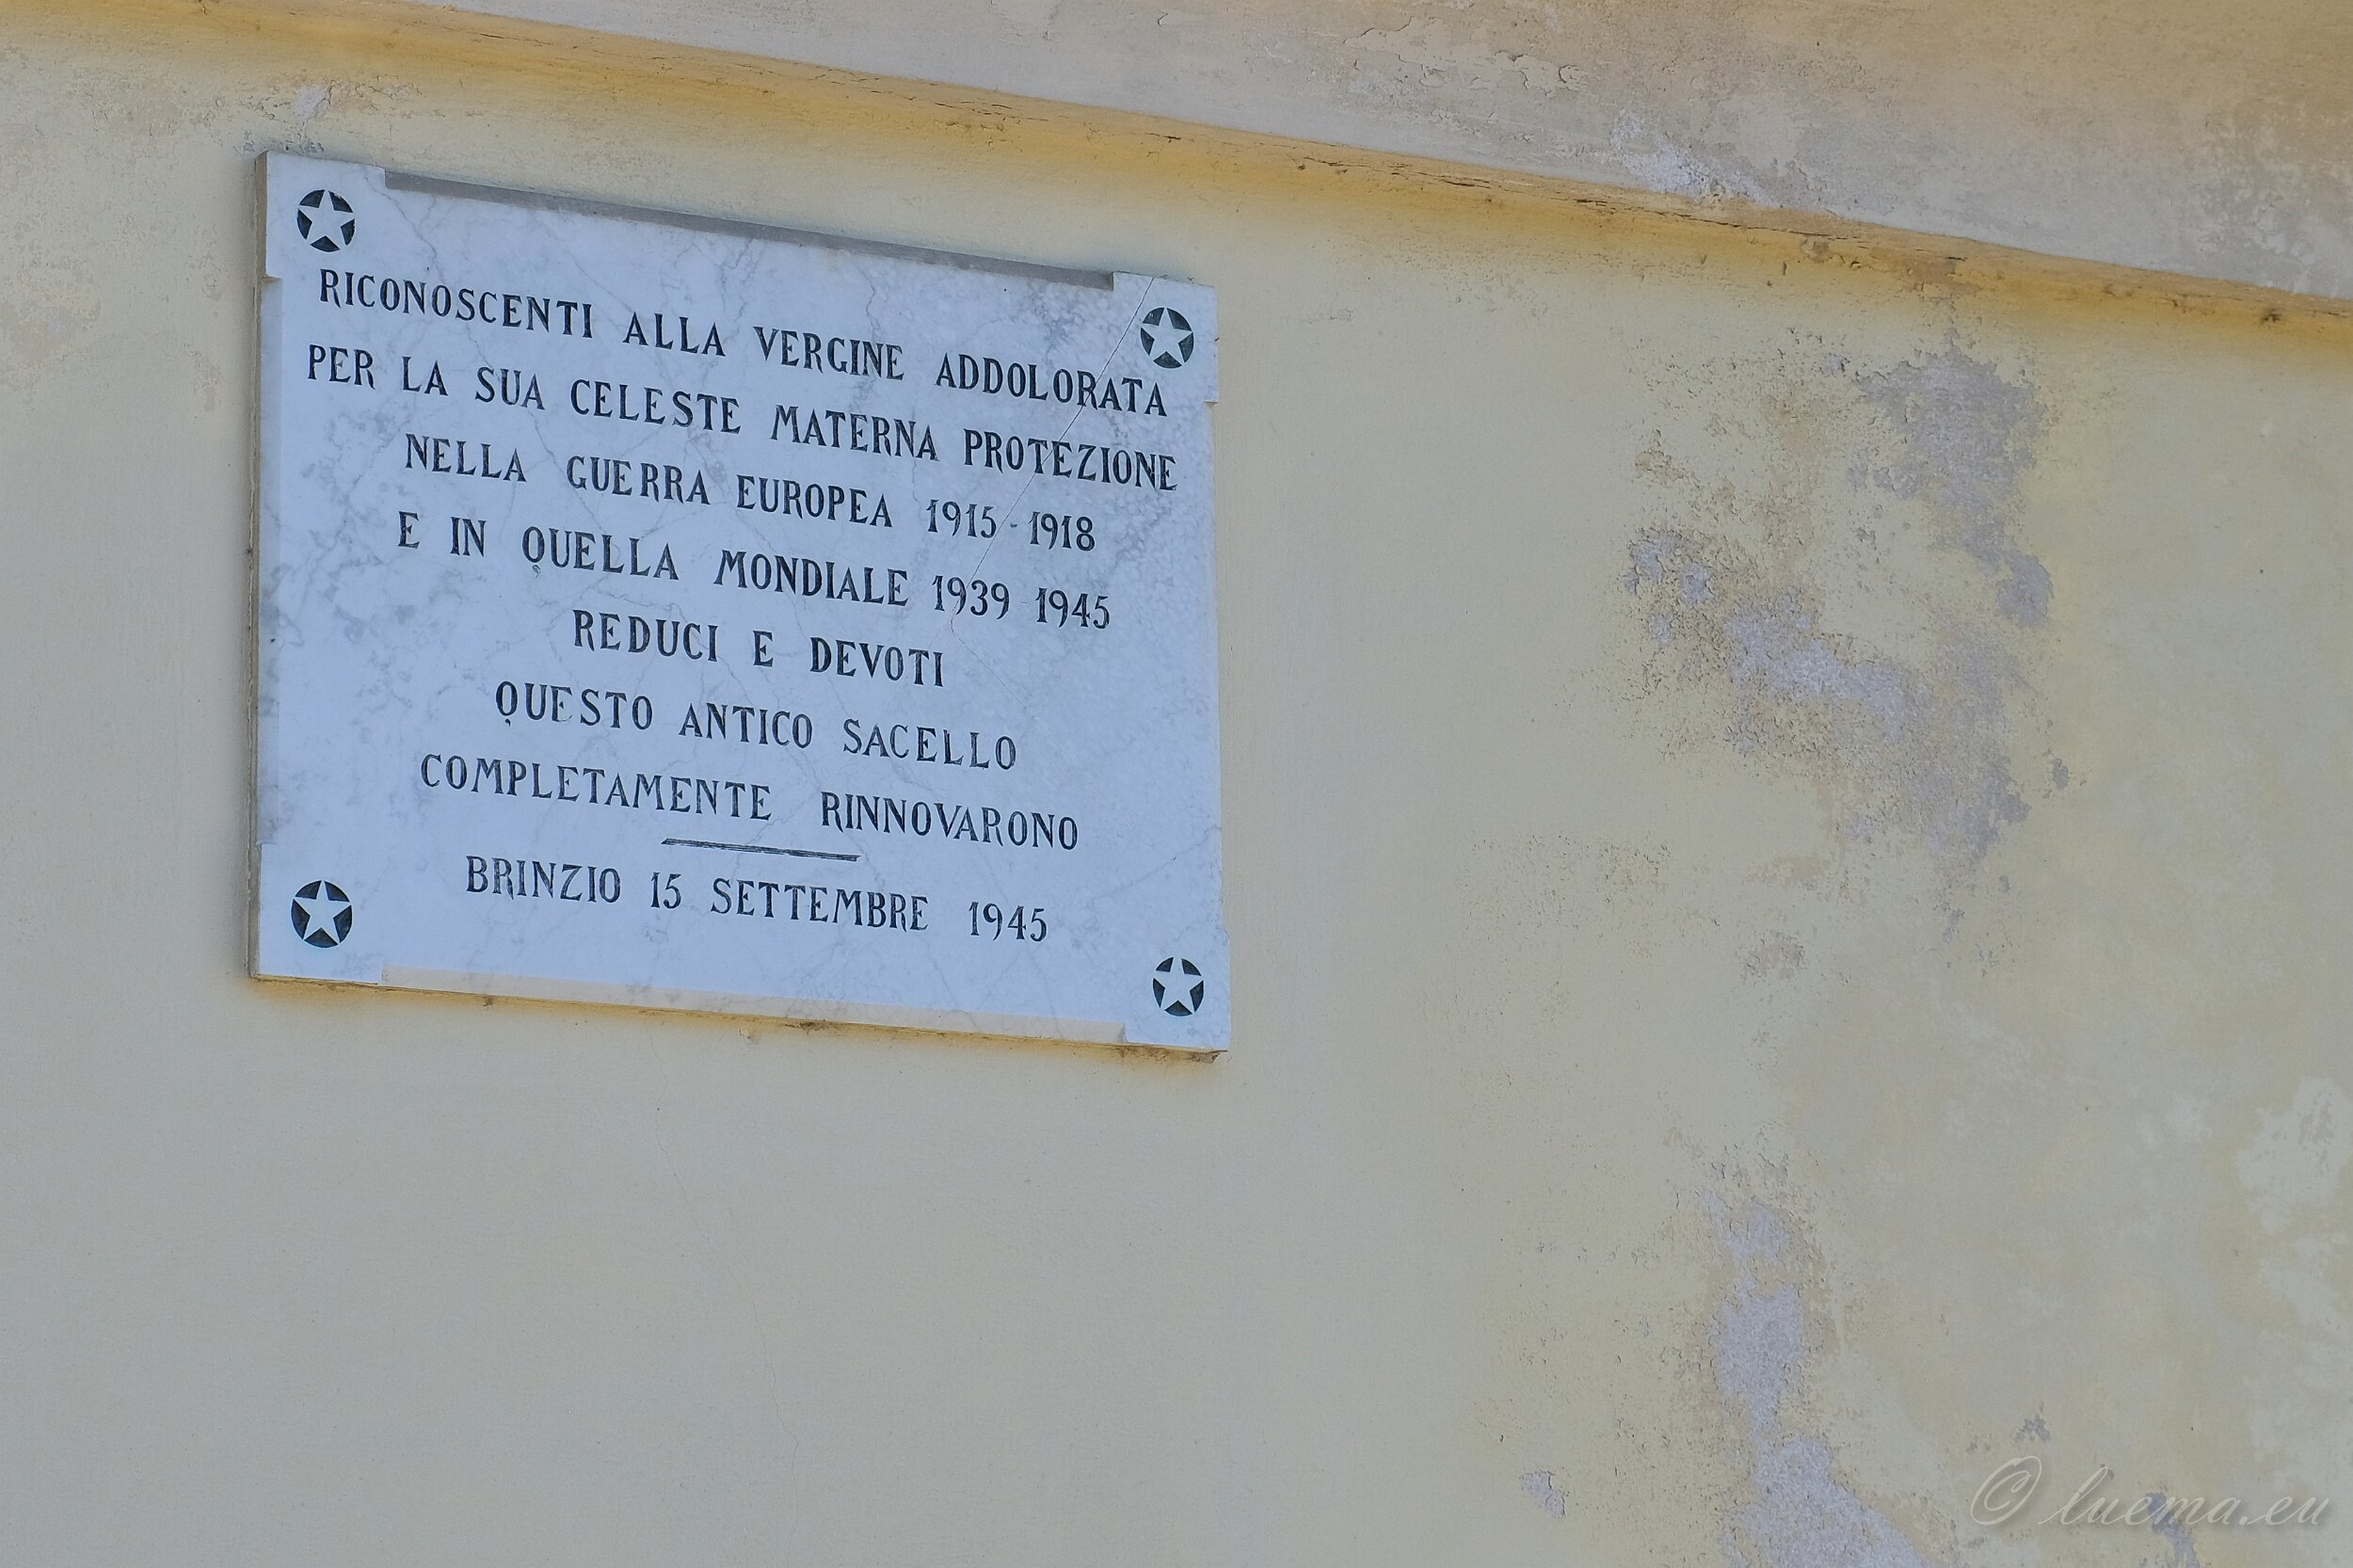 RICONOSCENTI ALLA VERGINE ADDOLORATA
PER LA SUA CELESTE MATERNA PROTEZIONE
NELLA GUERRA EUROPEA 1915-1918
E IN QUELLA MONDIALE 1939 1945
REDUCI E DEVOTI
QUESTO ANTICO SACELLO
COMPLETAMENTE RINNOVARONO
BRINZIO 15 SETTEMBRE 1945
© luema.eu